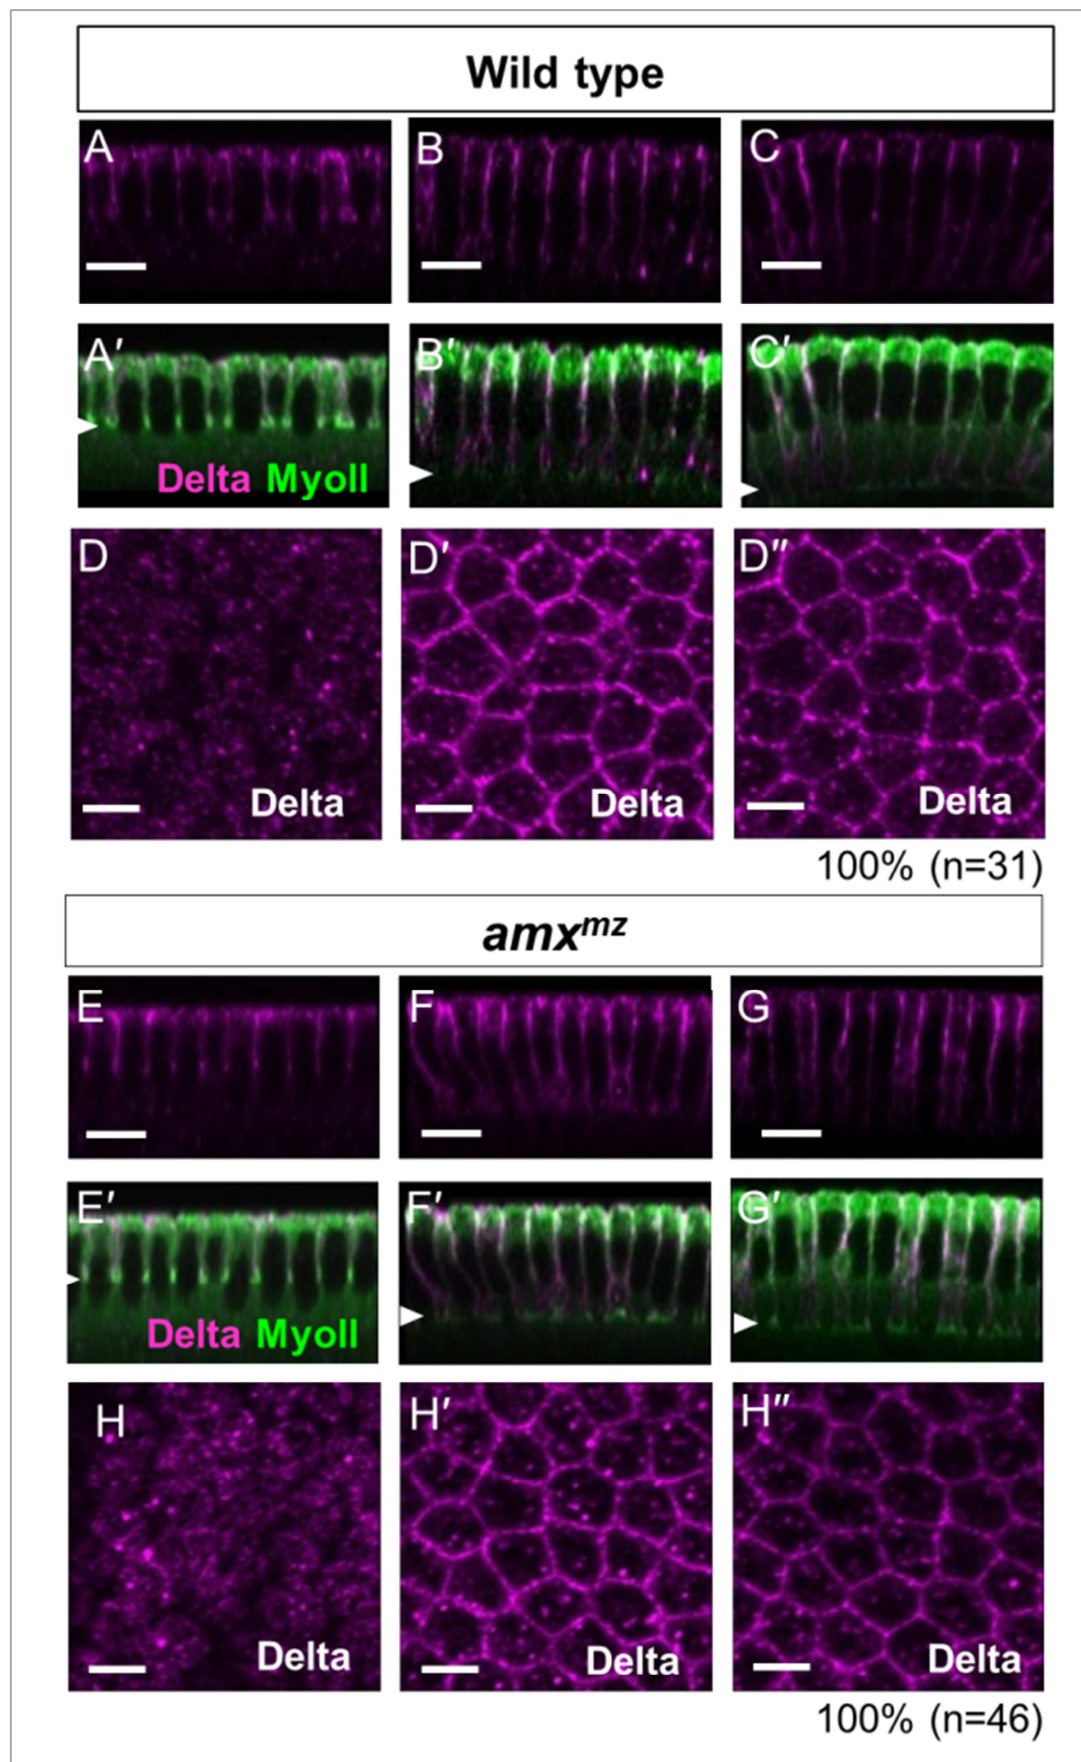 Wild type
A B C
A′ B′ C′
Delta MyoII
D D′ D″
Delta Delta Delta
100% (n=31)
amx^mz
E F G
E′ F′ G′
Delta MyoII
H H′ H″
Delta Delta Delta
100% (n=46)